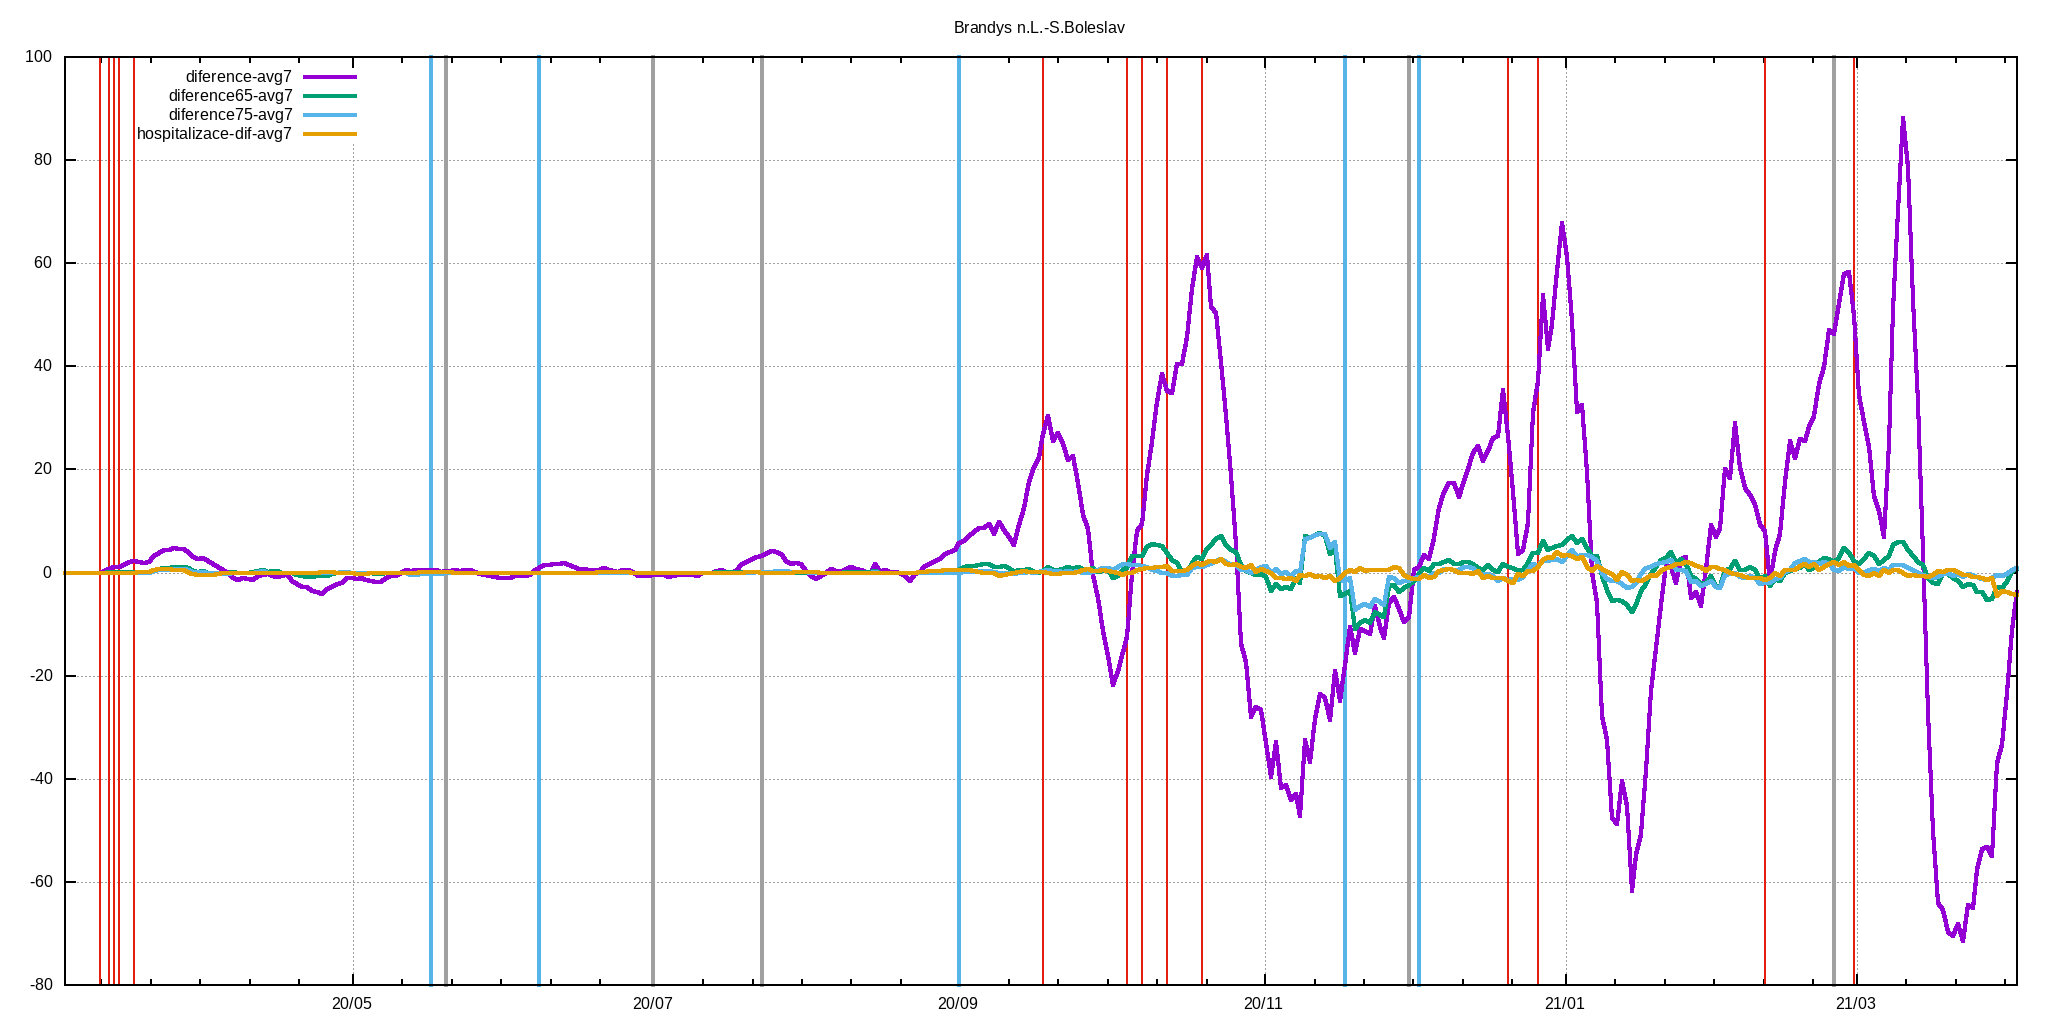 Brandys n.L.-S.Boleslav
diference-avg7
diference65-avg7
diference75-avg7
hospitalizace-dif-avg7
100
80
60
40
20
0
-20
-40
-60
-80
20/05 20/07 20/09 20/11 21/01 21/03